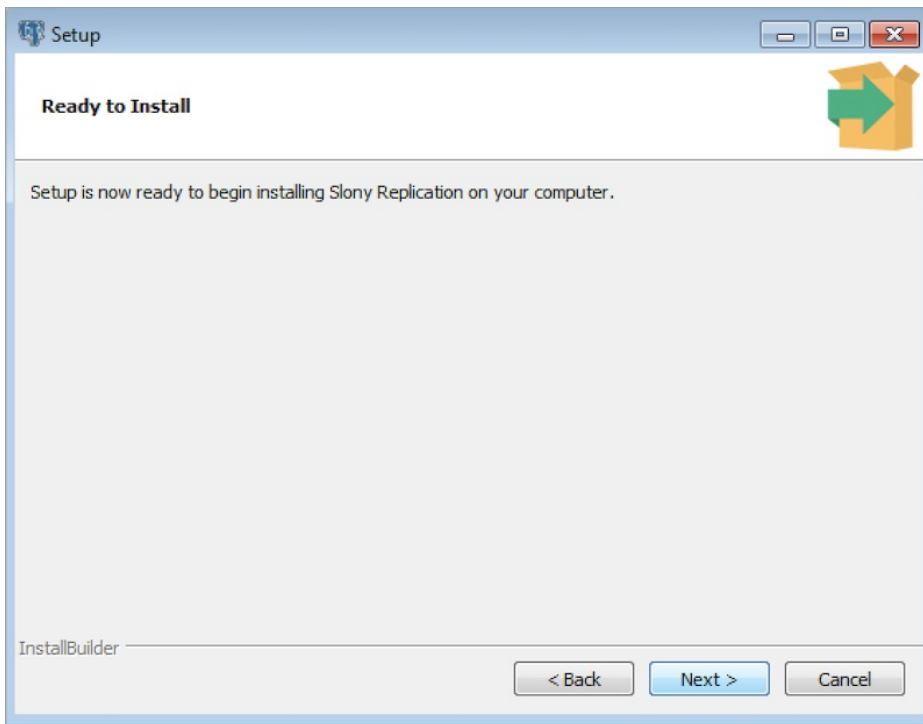 Setup
Ready to Install
Setup is now ready to begin installing Slony Replication on your computer.
InstallBuilder
< Back
Next >
Cancel